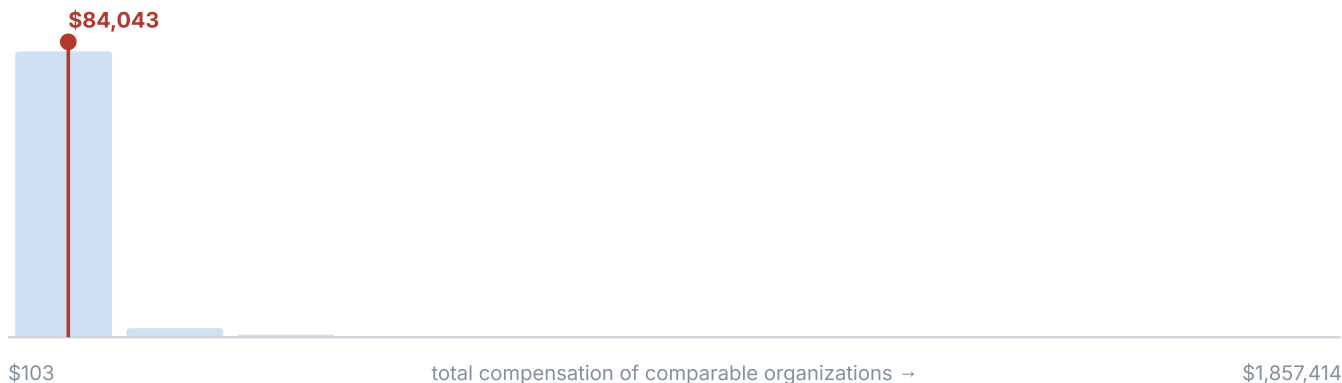 $84,043
$103
total compensation of comparable organizations →
$1,857,414